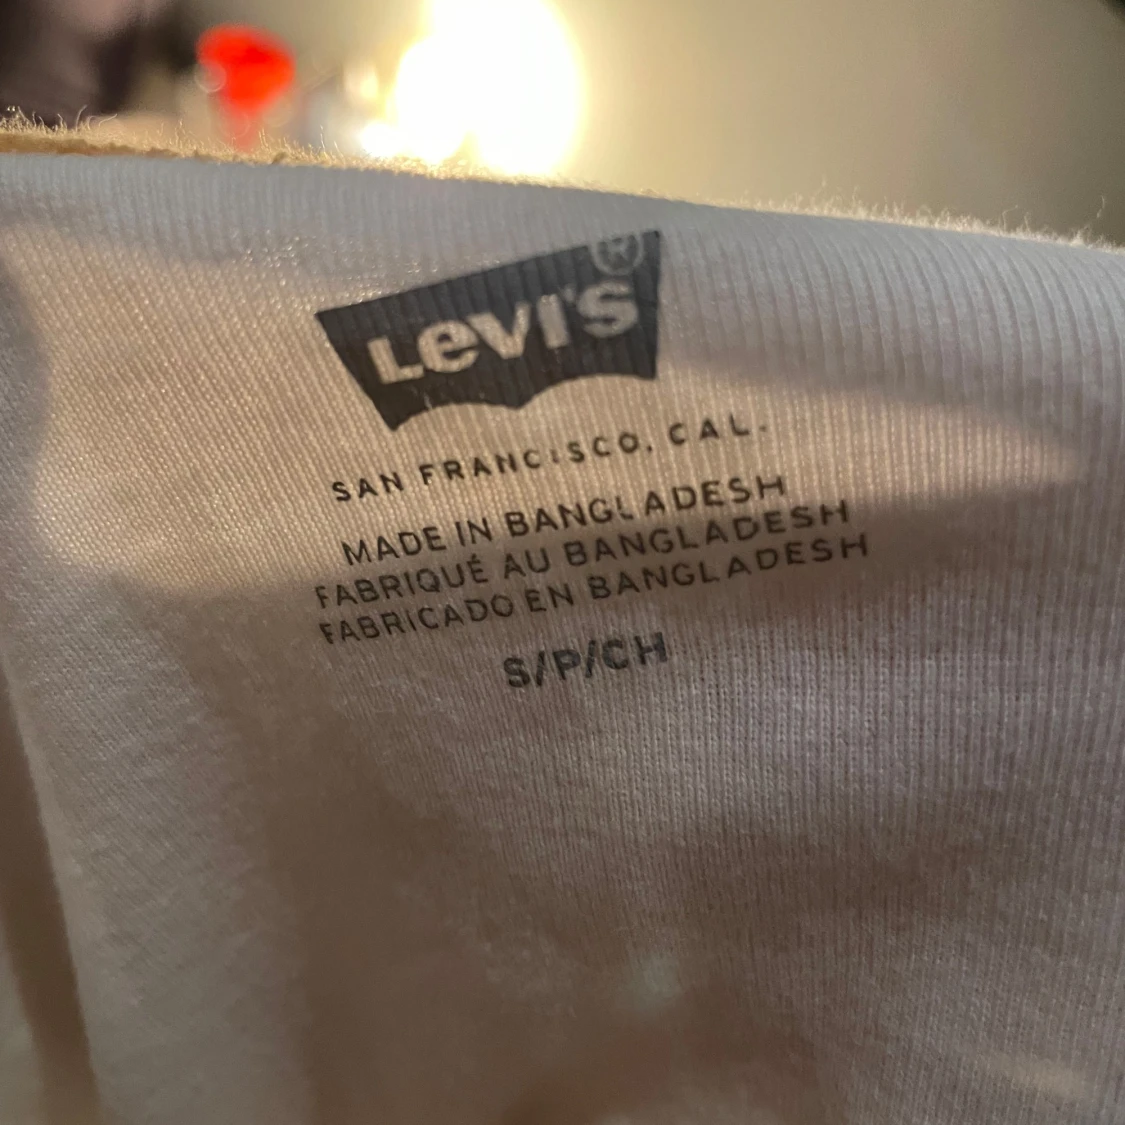 Levi's®
SAN FRANCISCO, CAL.
MADE IN BANGLADESH
FABRIQUÉ AU BANGLADESH
FABRICADO EN BANGLADESH
S/P/CH